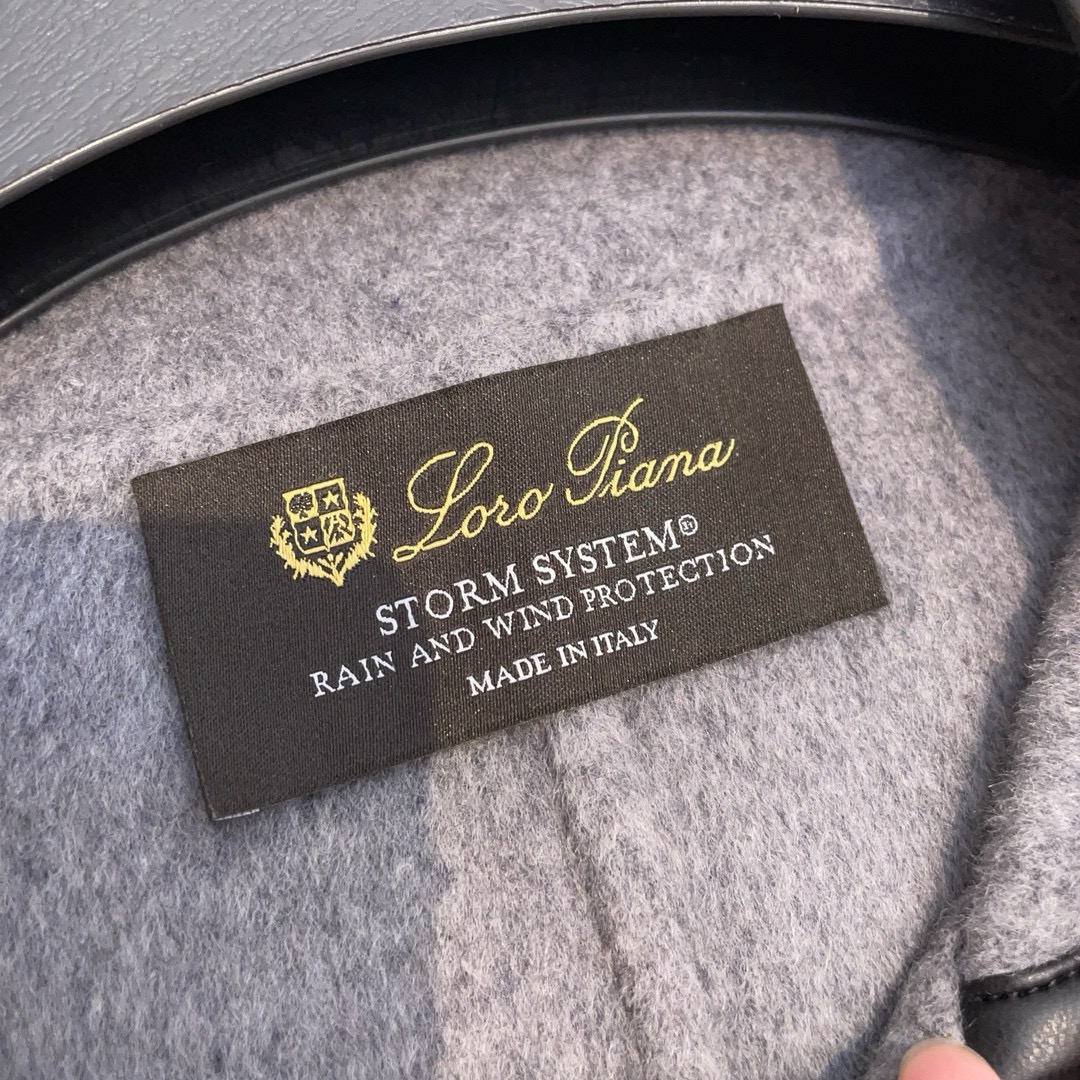 Loro Piana
STORM SYSTEM®
RAIN AND WIND PROTECTION
MADE IN ITALY